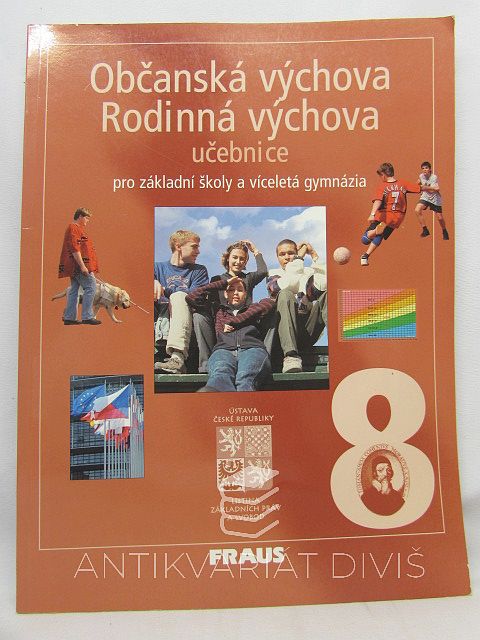 Občanská výchova
Rodinná výchova
učebnice
pro základní školy a víceletá gymnázia
7
ÚSTAVA
ČESKÉ REPUBLIKY
LISTINA
ZÁKLADNÍCH PRÁV
A SVOBOD
8
FRAUS
ANTIKVARIÁT DIVIŠ